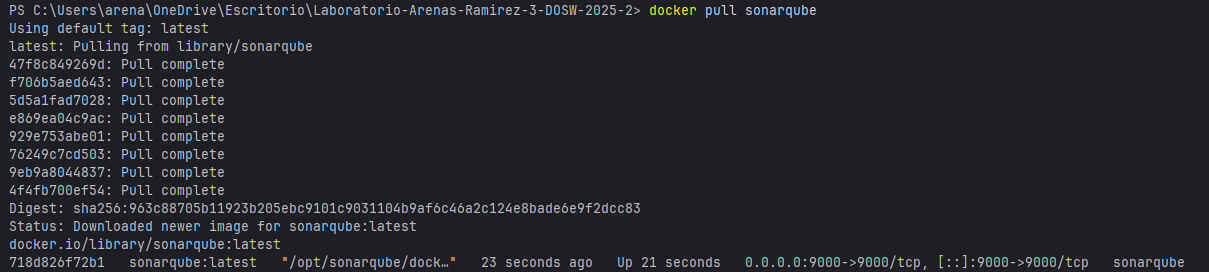 PS C:\Users\arena\OneDrive\Escritorio\Laboratorio-Arenas-Ramirez-3-DOSW-2025-2> docker pull sonarqube
Using default tag: latest
latest: Pulling from library/sonarqube
47f8c849269d: Pull complete
f706b5aed643: Pull complete
5d5a1fad7028: Pull complete
e869ea04c9ac: Pull complete
929e753abe01: Pull complete
76249c7cd503: Pull complete
9eb9a8044837: Pull complete
4f4fb700ef54: Pull complete
Digest: sha256:963c88705b11923b205ebc9101c9031104b9af6c46a2c124e8bade6e9f2dcc83
Status: Downloaded newer image for sonarqube:latest
docker.io/library/sonarqube:latest
718d826f72b1   sonarqube:latest   "/opt/sonarqube/dock…"   23 seconds ago   Up 21 seconds   0.0.0.0:9000->9000/tcp, [::]:9000->9000/tcp   sonarqube